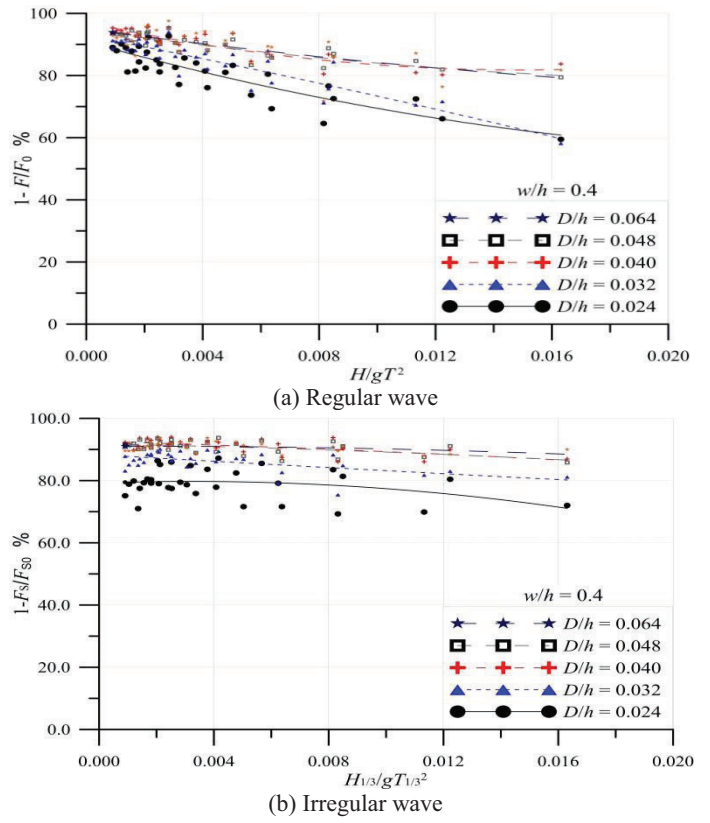 100
80
60
40
20
0
1- F/F₀ %
w/h = 0.4
D/h = 0.064
D/h = 0.048
D/h = 0.040
D/h = 0.032
D/h = 0.024
0.000 0.004 0.008 0.012 0.016 0.020
H/gT²
(a) Regular wave
100.0
80.0
60.0
40.0
20.0
0.0
1-Fₛ/Fₛ₀ %
w/h = 0.4
D/h = 0.064
D/h = 0.048
D/h = 0.040
D/h = 0.032
D/h = 0.024
0.000 0.004 0.008 0.012 0.016 0.020
H₁/₃/gT₁/₃²
(b) Irregular wave